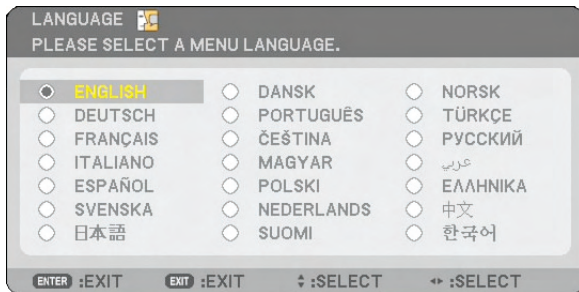 LANGUAGE
PLEASE SELECT A MENU LANGUAGE.
ENGLISH DANSK NORSK
DEUTSCH PORTUGUÊS TÜRKÇE
FRANÇAIS ČEŠTINA РУССКИЙ
ITALIANO MAGYAR عربي
ESPAÑOL POLSKI ΕΛΛΗΝΙΚΑ
SVENSKA NEDERLANDS 中文
日本語 SUOMI 한국어
ENTER :EXIT EXIT :EXIT :SELECT :SELECT